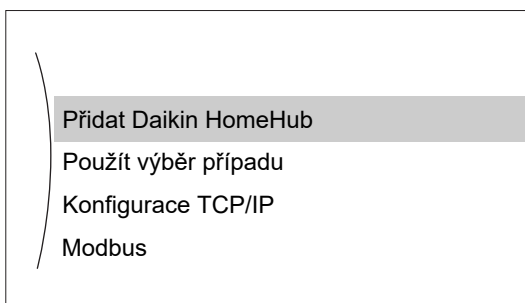 Přidat Daikin HomeHub
Použít výběr případu
Konfigurace TCP/IP
Modbus